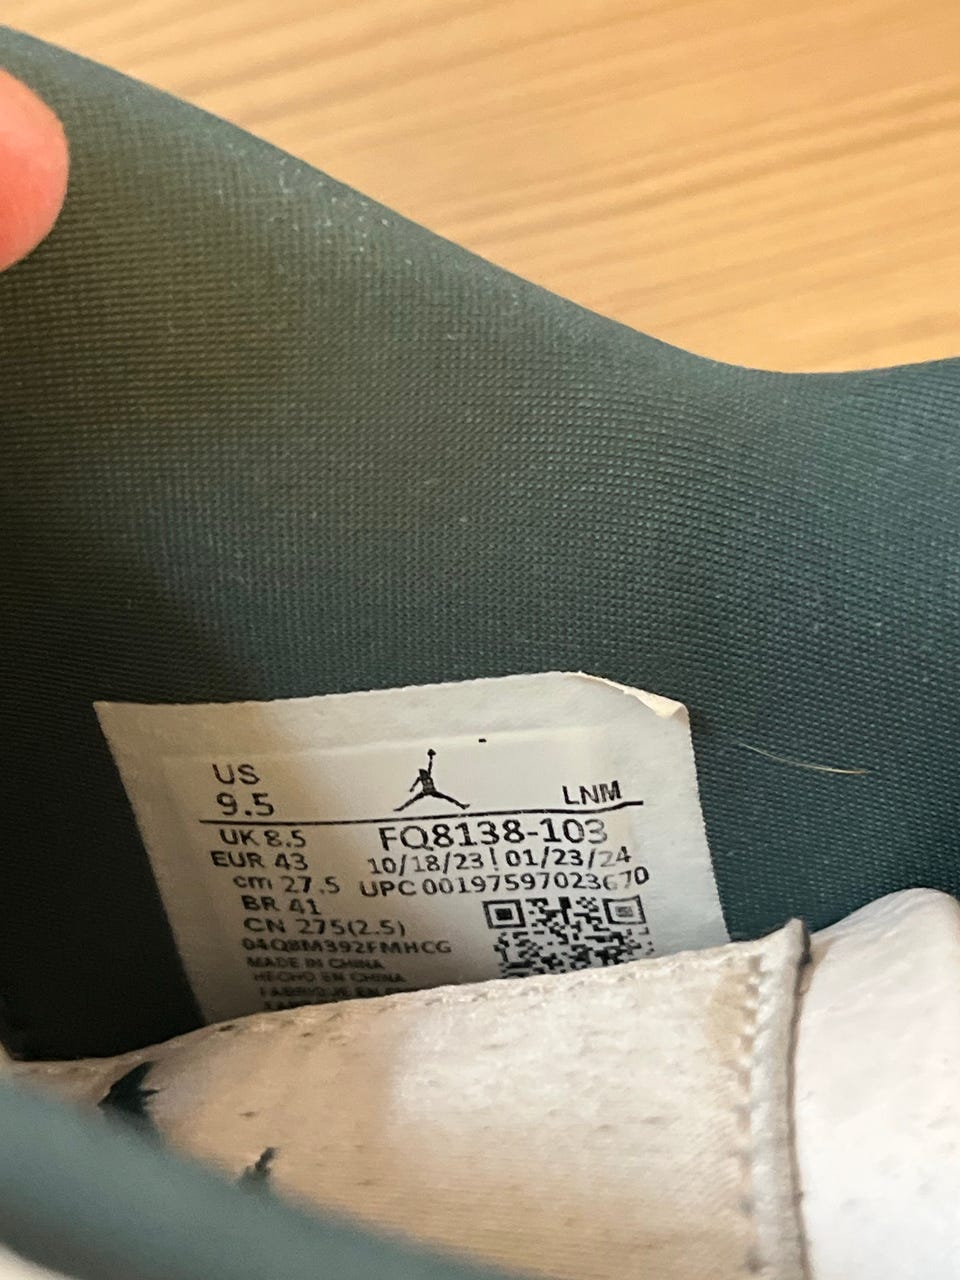 US
9.5
LNM
UK 8.5
FQ8138-103
EUR 43
10/18/23 ! 01/23/24
cm 27.5
UPC 00197597023670
BR 41
CN 275(2.5)
04Q8M392FMHCG
MADE IN CHINA
HECHO EN CHINA